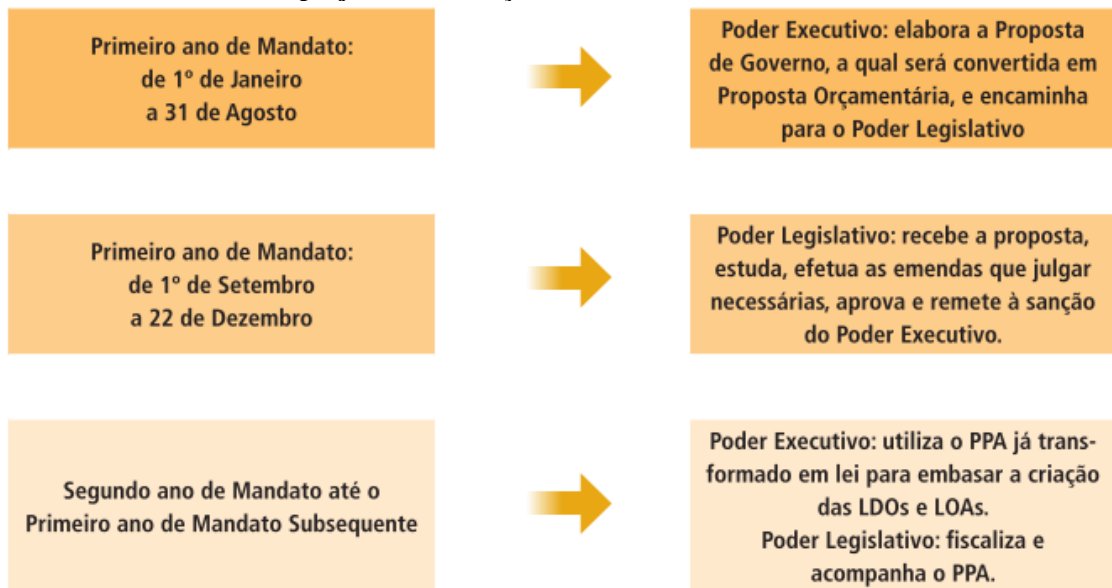 Primeiro ano de Mandato:
de 1º de Janeiro
a 31 de Agosto
Poder Executivo: elabora a Proposta
de Governo, a qual será convertida em
Proposta Orçamentária, e encaminha
para o Poder Legislativo
Primeiro ano de Mandato:
de 1º de Setembro
a 22 de Dezembro
Poder Legislativo: recebe a proposta,
estuda, efetua as emendas que julgar
necessárias, aprova e remete à sanção
do Poder Executivo.
Segundo ano de Mandato até o
Primeiro ano de Mandato Subsequente
Poder Executivo: utiliza o PPA já trans-
formado em lei para embasar a criação
das LDOs e LOAs.
Poder Legislativo: fiscaliza e
acompanha o PPA.